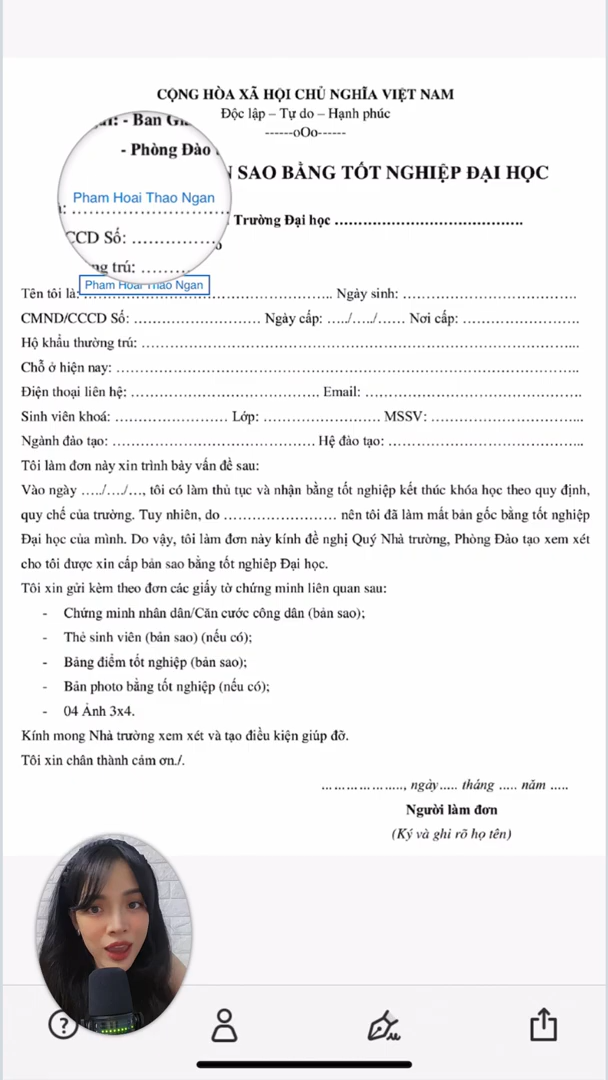 CỘNG HÒA XÃ HỘI CHỦ NGHĨA VIỆT NAM
Độc lập – Tự do – Hạnh phúc
------oOo------
- Ban
- Phòng Đào
SAO BẰNG TỐT NGHIỆP ĐẠI HỌC
Pham Hoai Thao Ngan
Trường Đại học ........................................
CCD Số: ...............
ng trú: .........
Pham Hoai Thao Ngan
Tên tôi là: ................................................ Ngày sinh: ...................................
CMND/CCCD Số: ......................... Ngày cấp: ...../...../...... Nơi cấp: .......................
Hộ khẩu thường trú: ........................................................................................
Chỗ ở hiện nay: .............................................................................................
Điện thoại liên hệ: ..................................... Email: ...........................................
Sinh viên khoá: ....................... Lớp: ............................. MSSV: ..............................
Ngành đào tạo: ........................................ Hệ đào tạo: .......................................
Tôi làm đơn này xin trình bày vấn đề sau:
Vào ngày ...../..../..., tôi có làm thủ tục và nhận bằng tốt nghiệp kết thúc khóa học theo quy định,
quy chế của trường. Tuy nhiên, do ....................... nên tôi đã làm mất bản gốc bằng tốt nghiệp
Đại học của mình. Do vậy, tôi làm đơn này kính đề nghị Quý Nhà trường, Phòng Đào tạo xem xét
cho tôi được xin cấp bản sao bằng tốt nghiệp Đại học.
Tôi xin gửi kèm theo đơn các giấy tờ chứng minh liên quan sau:
- Chứng minh nhân dân/Căn cước công dân (bản sao);
- Thẻ sinh viên (bản sao) (nếu có);
- Bảng điểm tốt nghiệp (bản sao);
- Bản photo bằng tốt nghiệp (nếu có);
- 04 Ảnh 3x4.
Kính mong Nhà trường xem xét và tạo điều kiện giúp đỡ.
Tôi xin chân thành cảm ơn./.
....................., ngày..... tháng ..... năm .....
Người làm đơn
(Ký và ghi rõ họ tên)
?